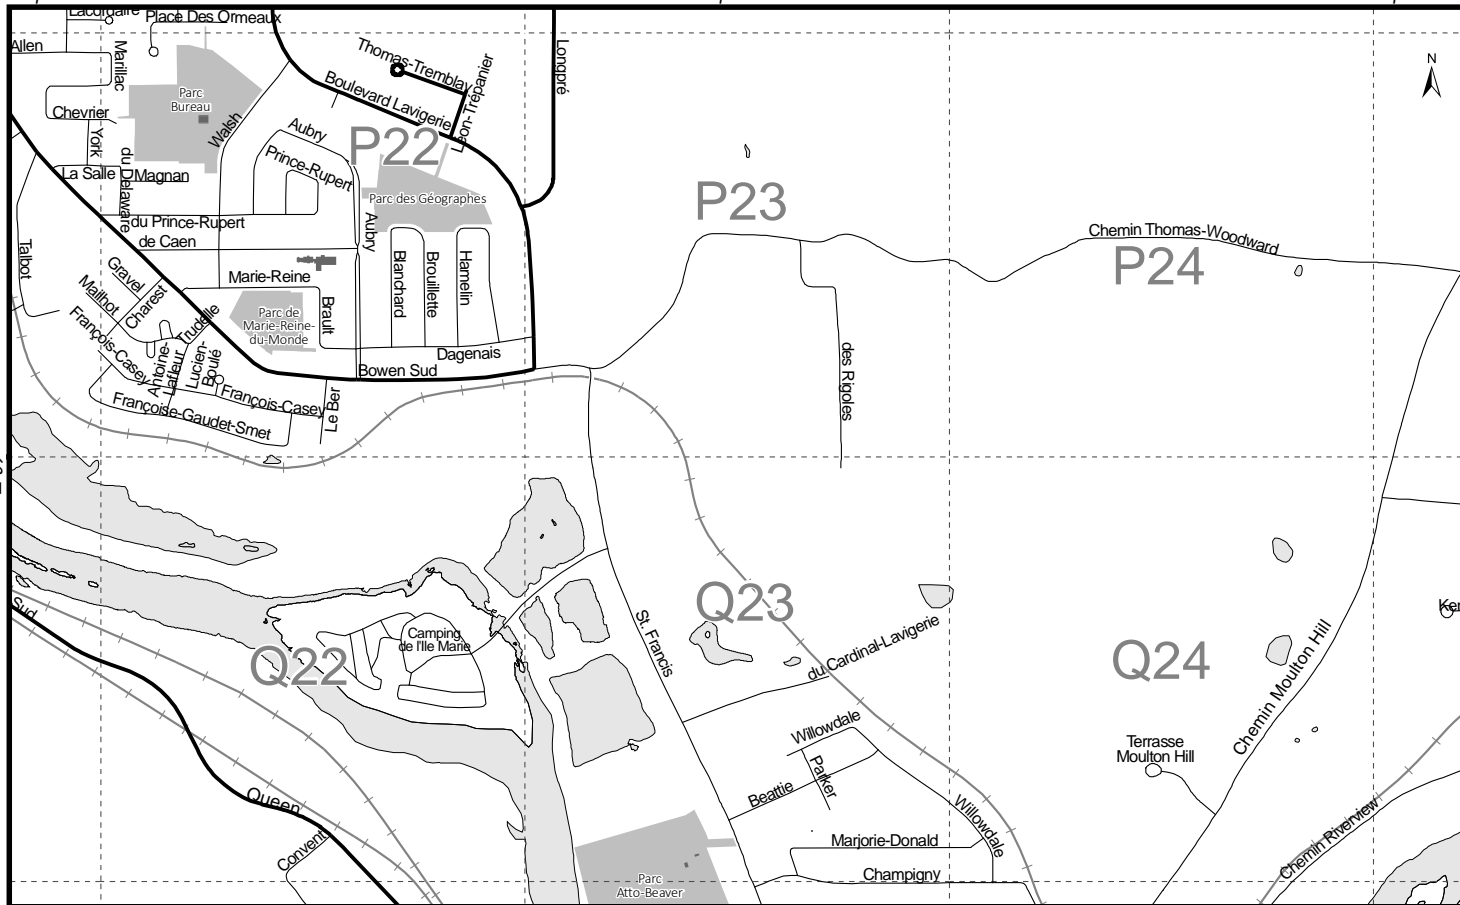 Lacordaire
Place Des Ormeaux
Allen
Marillac
Thomas-Tremblay
Longpré
N
Boulevard Lavigerie
Léon-Trépanier
Parc
Bureau
Chevrier
York
Walsh
Aubry
P22
Prince-Rupert
La Salle
du Delaware
Magnan
Parc des Géographes
P23
du Prince-Rupert
Aubry
de Caen
Chemin Thomas-Woodward
P24
Talbot
Gravel
Mailhot
Charest
Marie-Reine
Blanchard
Brouillette
Hamelin
François-Casey
Trudelle
Parc de
Marie-Reine-
du-Monde
Brault
Antoine-
Lafleur
Lucien-
Boulé
Dagenais
Bowen Sud
des Rigoles
François-Casey
Le Ber
Françoise-Gaudet-Smet
Sud
Q22
Camping
de l'Ile Marie
St. Francis
Q23
du Cardinal-Lavigerie
Q24
Ker
Chemin Moulton Hill
Willowdale
Terrasse
Moulton Hill
Parker
Beattie
Queen
Willowdale
Convent
Marjorie-Donald
Chemin Riverview
Champigny
Parc
Atto-Beaver